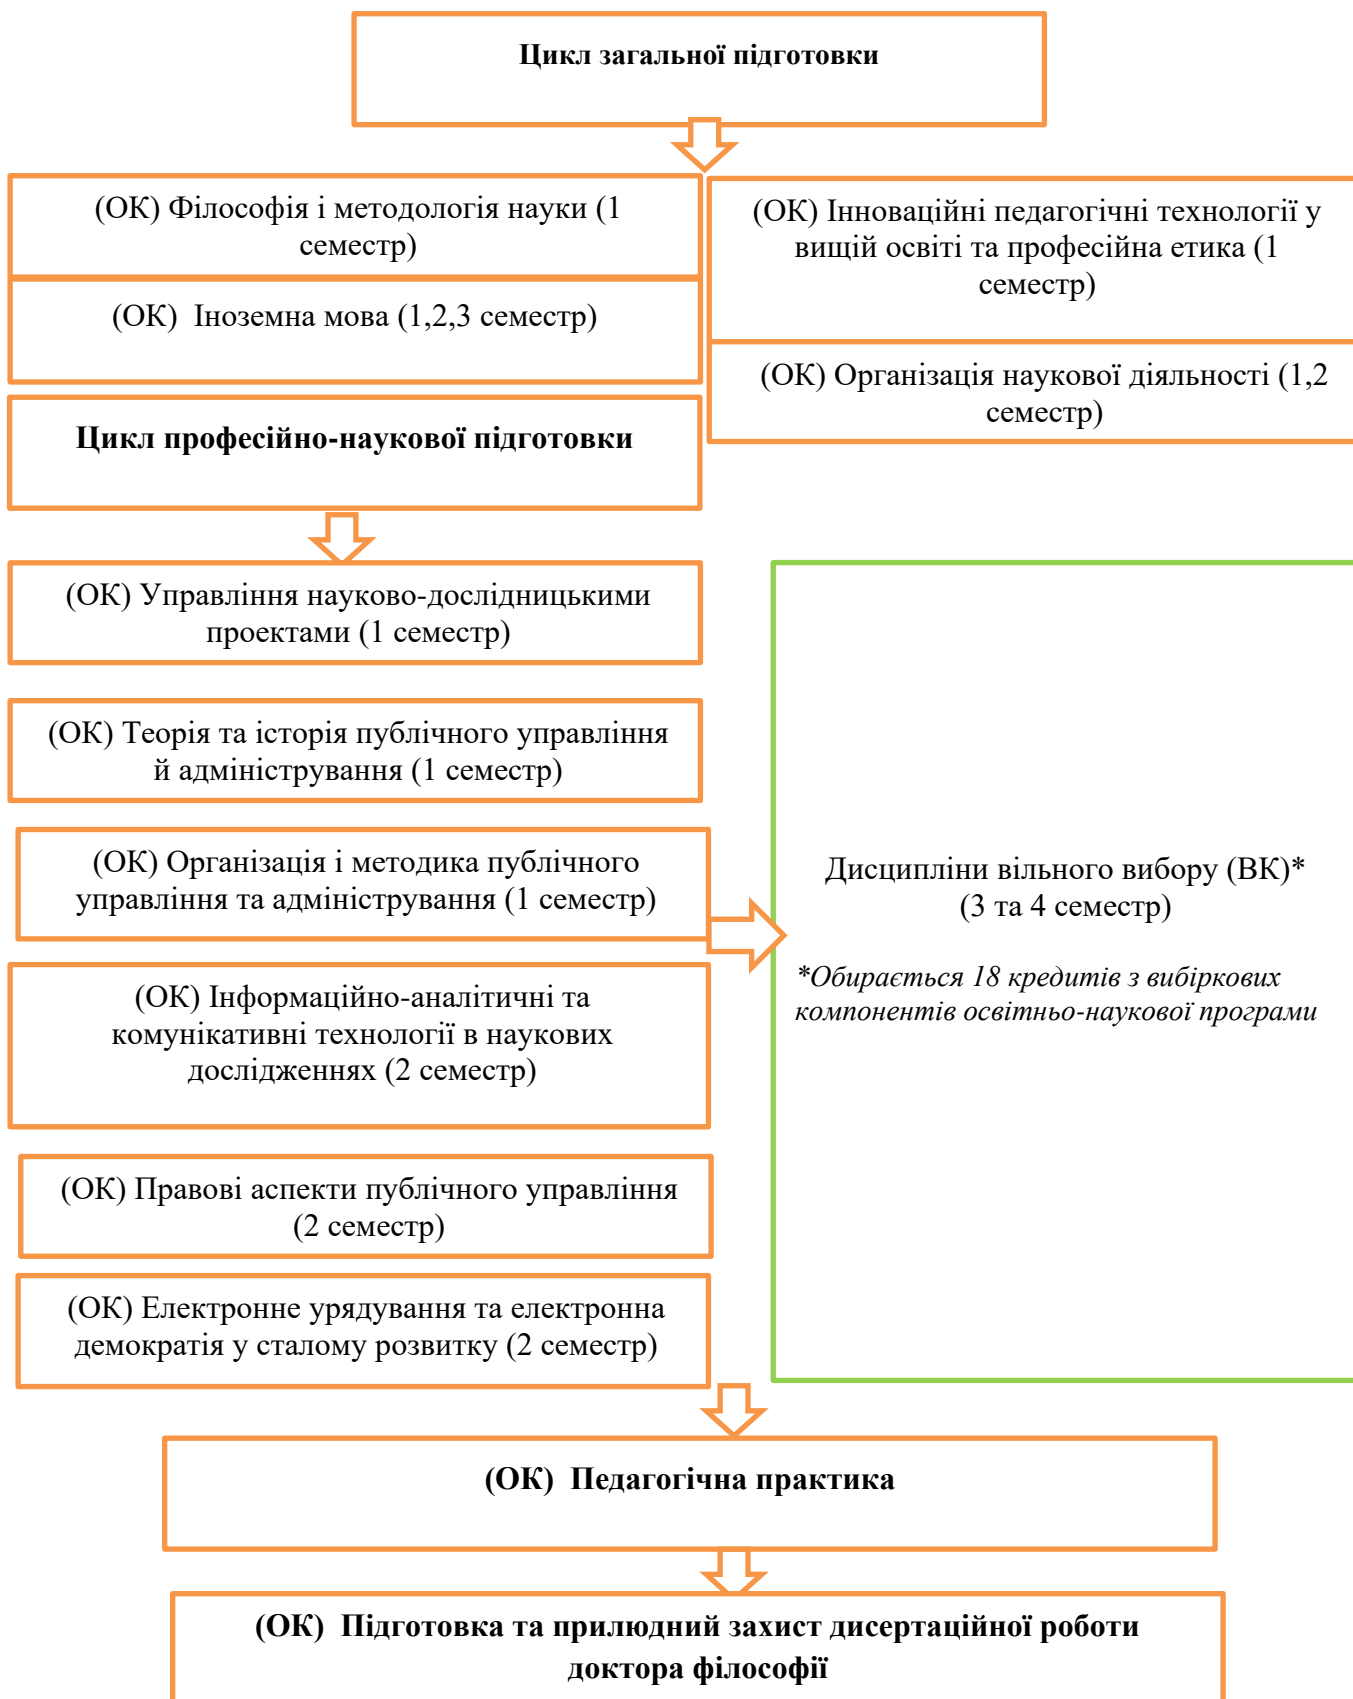 Цикл загальної підготовки
(ОК) Філософія і методологія науки (1
семестр)
(ОК) Іноземна мова (1,2,3 семестр)
(ОК) Інноваційні педагогічні технології у
вищій освіті та професійна етика (1
семестр)
(ОК) Організація наукової діяльності (1,2
семестр)
Цикл професійно-наукової підготовки
(ОК) Управління науково-дослідницькими
проектами (1 семестр)
(ОК) Теорія та історія публічного управління
й адміністрування (1 семестр)
(ОК) Організація і методика публічного
управління та адміністрування (1 семестр)
(ОК) Інформаційно-аналітичні та
комунікативні технології в наукових
дослідженнях (2 семестр)
(ОК) Правові аспекти публічного управління
(2 семестр)
(ОК) Електронне урядування та електронна
демократія у сталому розвитку (2 семестр)
Дисципліни вільного вибору (ВК)*
(3 та 4 семестр)
*Обирається 18 кредитів з вибіркових
компонентів освітньо-наукової програми
(ОК) Педагогічна практика
(ОК) Підготовка та прилюдний захист дисертаційної роботи
доктора філософії